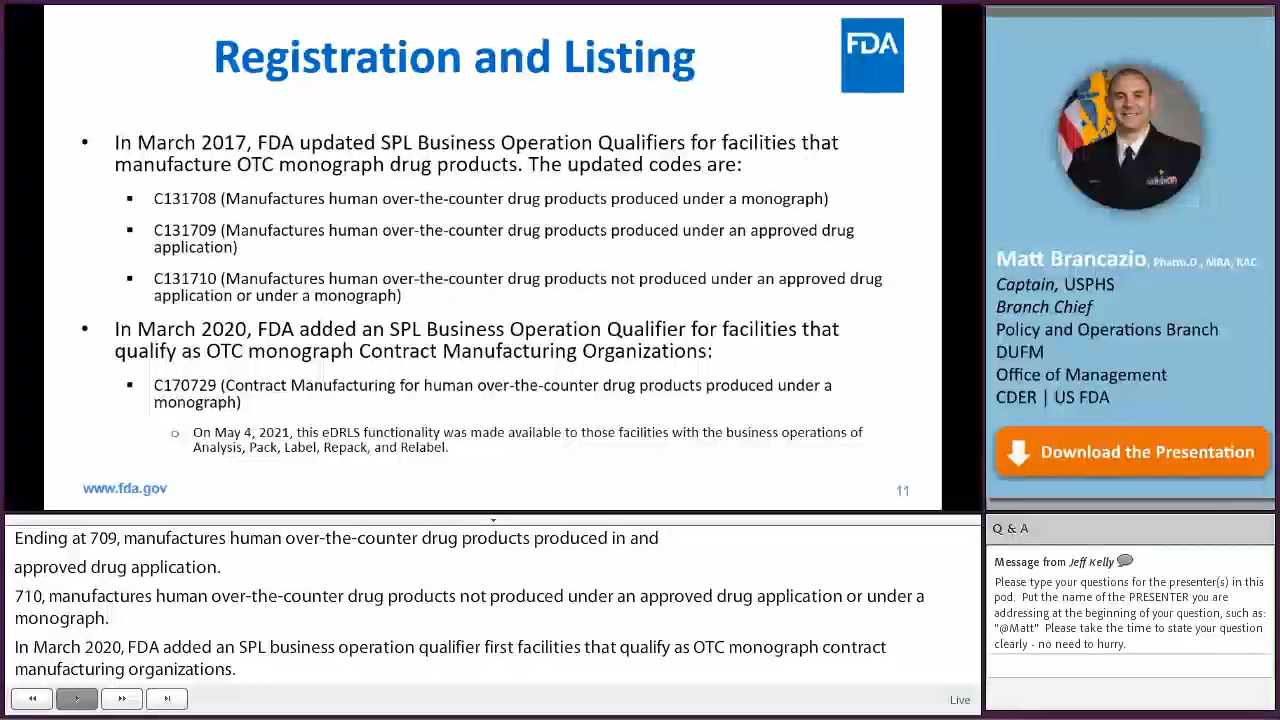 Registration and Listing
FDA
• In March 2017, FDA updated SPL Business Operation Qualifiers for facilities that
manufacture OTC monograph drug products. The updated codes are:
▪ C131708 (Manufactures human over-the-counter drug products produced under a monograph)
▪ C131709 (Manufactures human over-the-counter drug products produced under an approved drug
application)
▪ C131710 (Manufactures human over-the-counter drug products not produced under an approved drug
application or under a monograph)
• In March 2020, FDA added an SPL Business Operation Qualifier for facilities that
qualify as OTC monograph Contract Manufacturing Organizations:
▪ C170729 (Contract Manufacturing for human over-the-counter drug products produced under a
monograph)
○ On May 4, 2021, this eDRLS functionality was made available to those facilities with the business operations of
Analysis, Pack, Label, Repack, and Relabel.
www.fda.gov
11
Matt Brancazio, Pharm.D., MBA, RAC
Captain, USPHS
Branch Chief
Policy and Operations Branch
DUFM
Office of Management
CDER | US FDA
Download the Presentation
Ending at 709, manufactures human over-the-counter drug products produced in and
approved drug application.
710, manufactures human over-the-counter drug products not produced under an approved drug application or under a
monograph.
In March 2020, FDA added an SPL business operation qualifier first facilities that qualify as OTC monograph contract
manufacturing organizations.
Live
Q & A
Message from Jeff Kelly
Please type your questions for the presenter(s) in this
pod. Put the name of the PRESENTER you are
addressing at the beginning of your question, such as:
"@Matt" Please take the time to state your question
clearly - no need to hurry.